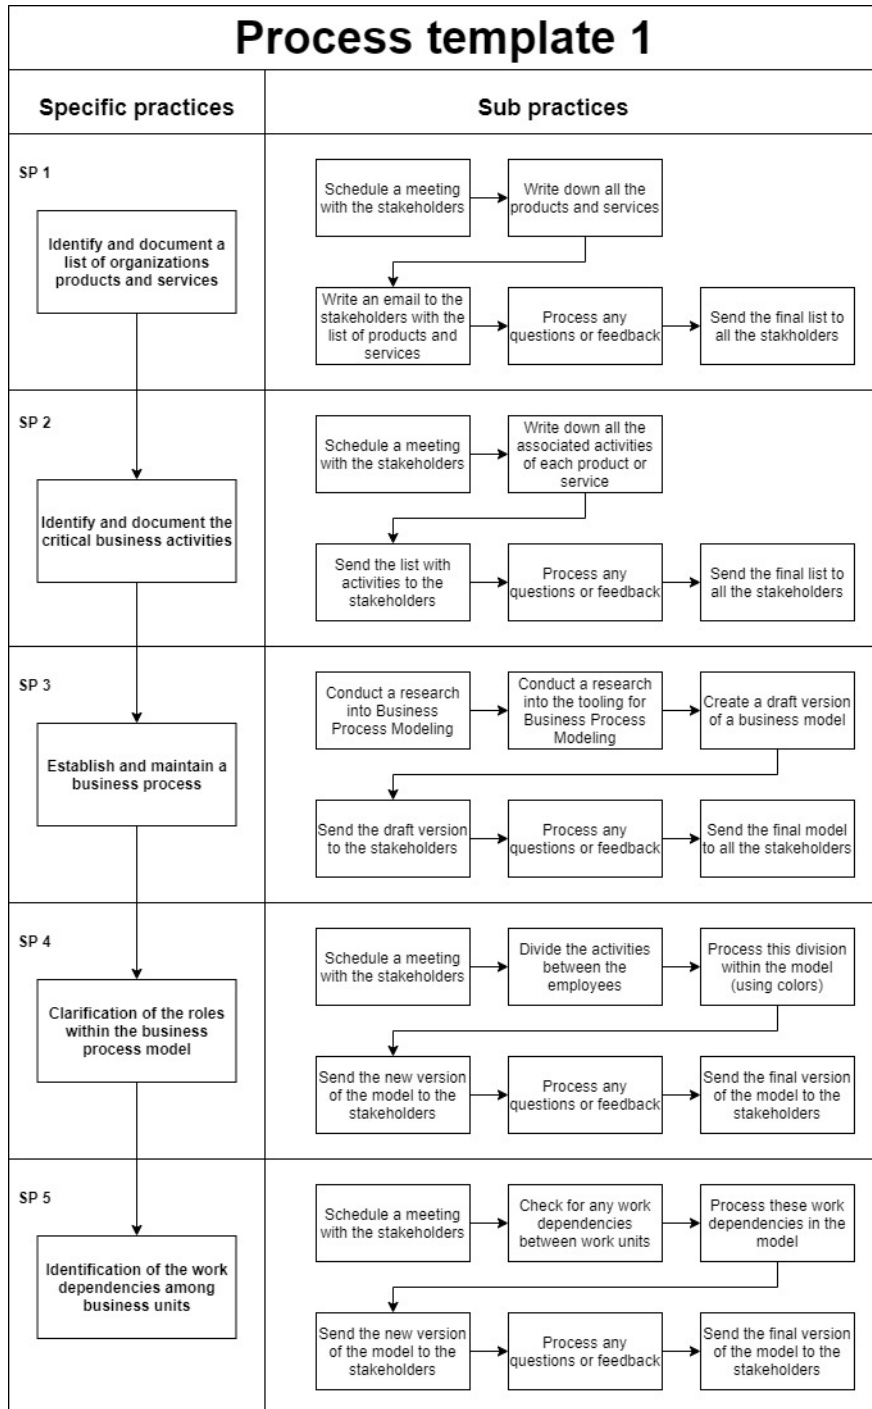 Process template 1
Specific practices
Sub practices
SP 1
Identify and document a
list of organizations
products and services
Schedule a meeting
with the stakeholders
Write down all the
products and services
Write an email to the
stakeholders with the
list of products and
services
Process any
questions or feedback
Send the final list to
all the stakholders
SP 2
Identify and document the
critical business activities
Schedule a meeting
with the stakeholders
Write down all the
associated activities
of each product or
service
Send the list with
activities to the
stakeholders
Process any
questions or feedback
Send the final list to
all the stakeholders
SP 3
Establish and maintain a
business process
Conduct a research
into Business
Process Modeling
Conduct a research
into the tooling for
Business Process
Modeling
Create a draft version
of a business model
Send the draft version
to the stakeholders
Process any
questions or feedback
Send the final model
to all the stakeholders
SP 4
Clarification of the roles
within the business
process model
Schedule a meeting
with the stakeholders
Divide the activities
between the
employees
Process this division
within the model
(using colors)
Send the new version
of the model to the
stakeholders
Process any
questions or feedback
Send the final version
of the model to the
stakeholders
SP 5
Identification of the work
dependencies among
business units
Schedule a meeting
with the stakeholders
Check for any work
dependencies
between work units
Process these work
dependencies in the
model
Send the new version
of the model to the
stakeholders
Process any
questions or feedback
Send the final version
of the model to the
stakeholders